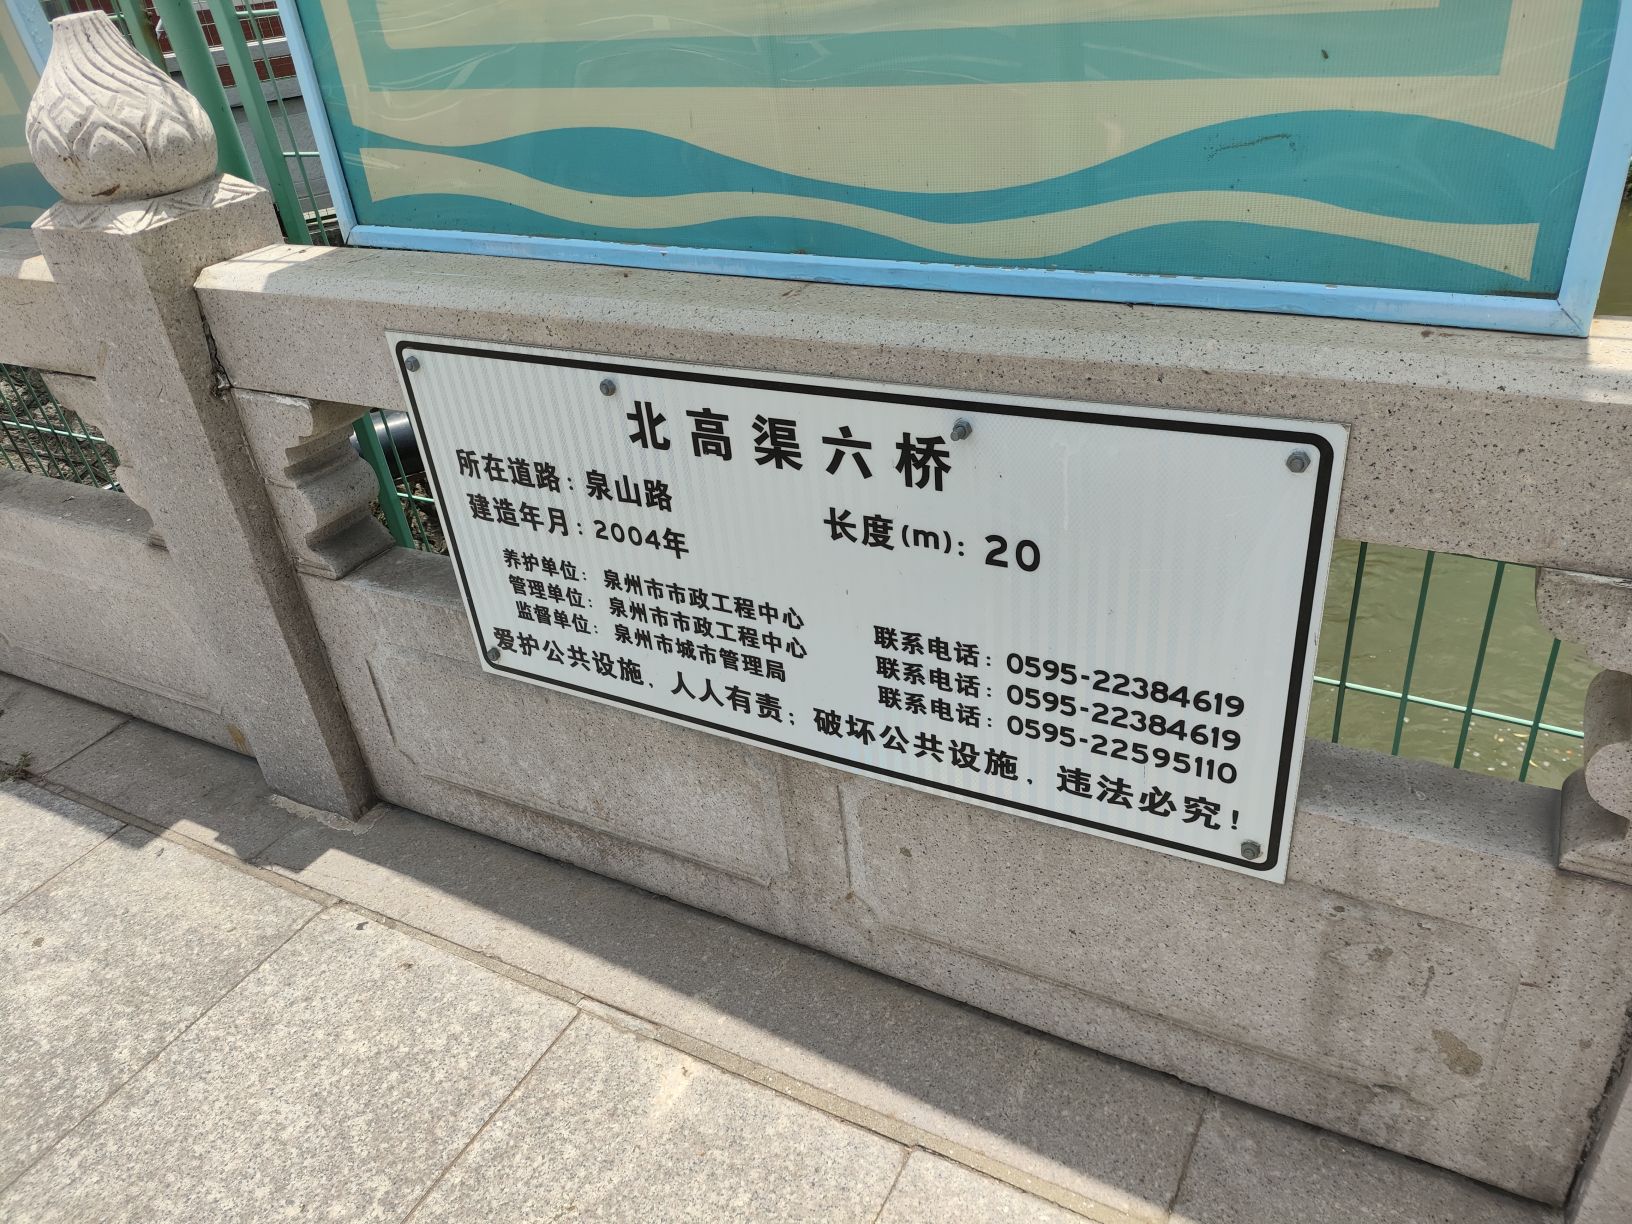 北高渠六桥
所在道路：泉山路
建造年月：2004年 长度(m)：20
养护单位：泉州市市政工程中心 联系电话：0595-22384619
管理单位：泉州市市政工程中心 联系电话：0595-22384619
监督单位：泉州市城市管理局 联系电话：0595-22595110
爱护公共设施，人人有责；破坏公共设施，违法必究！